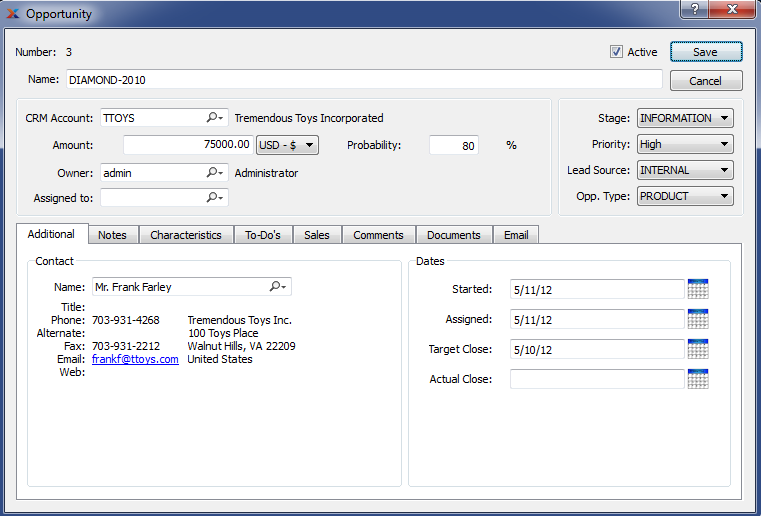 Opportunity
Number: 3
Active
Save
Name: DIAMOND-2010
Cancel
CRM Account: TTOYS Tremendous Toys Incorporated
Amount: 75000.00 USD - $ Probability: 80 %
Owner: admin Administrator
Assigned to:
Stage: INFORMATION
Priority: High
Lead Source: INTERNAL
Opp. Type: PRODUCT
Additional Notes Characteristics To-Do's Sales Comments Documents Email
Contact
Name: Mr. Frank Farley
Title:
Phone: 703-931-4268 Tremendous Toys Inc.
Alternate: 100 Toys Place
Fax: 703-931-2212 Walnut Hills, VA 22209
Email: frankf@ttoys.com United States
Web:
Dates
Started: 5/11/12
Assigned: 5/11/12
Target Close: 5/10/12
Actual Close: